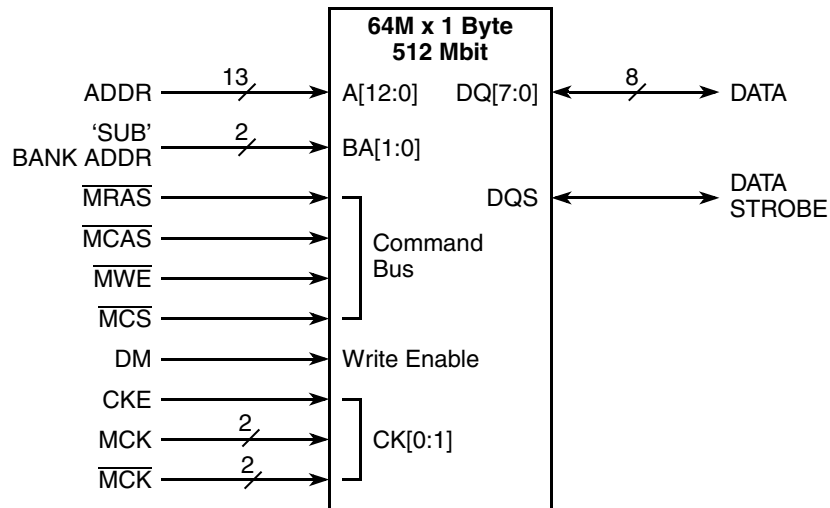 64M x 1 Byte
512 Mbit
ADDR 13 A[12:0] DQ[7:0] 8 DATA
'SUB'
BANK ADDR 2 BA[1:0]
MRAS DQS DATA
STROBE
MCAS Command
Bus
MWE
MCS
DM Write Enable
CKE
MCK 2 CK[0:1]
MCK 2